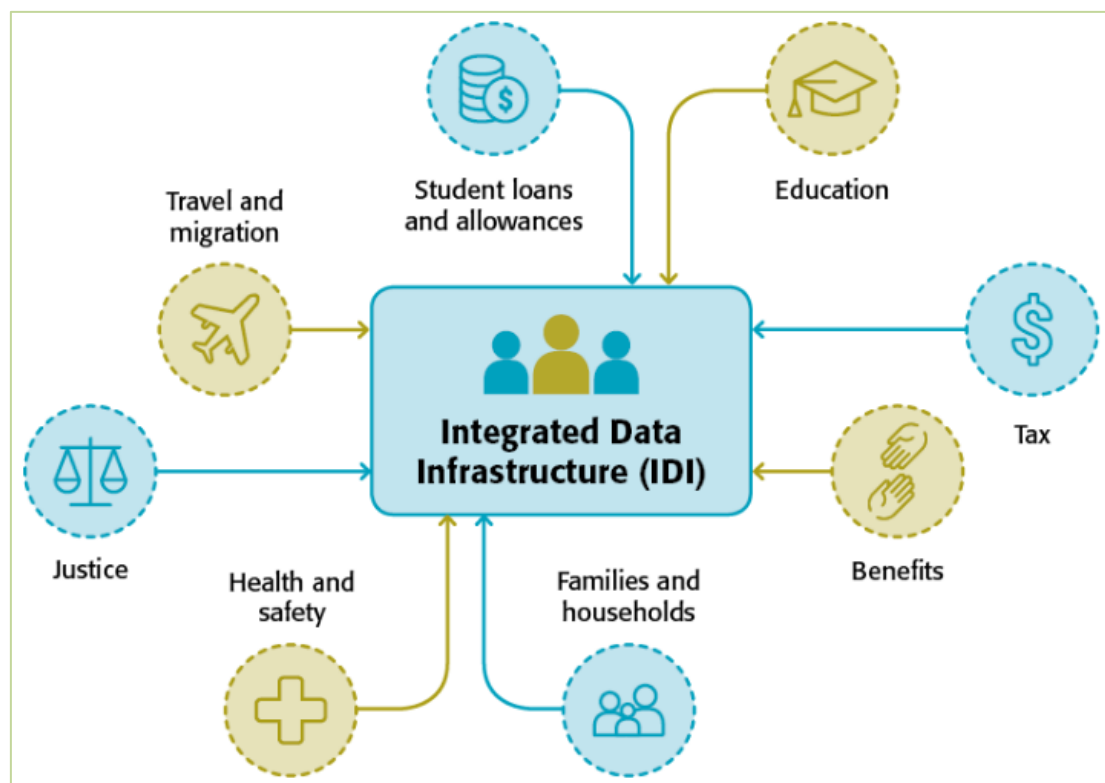 Student loans
and allowances
Education
Travel and
migration
$
$
Integrated Data
Infrastructure (IDI)
Tax
Justice
Benefits
Health and
safety
Families and
households